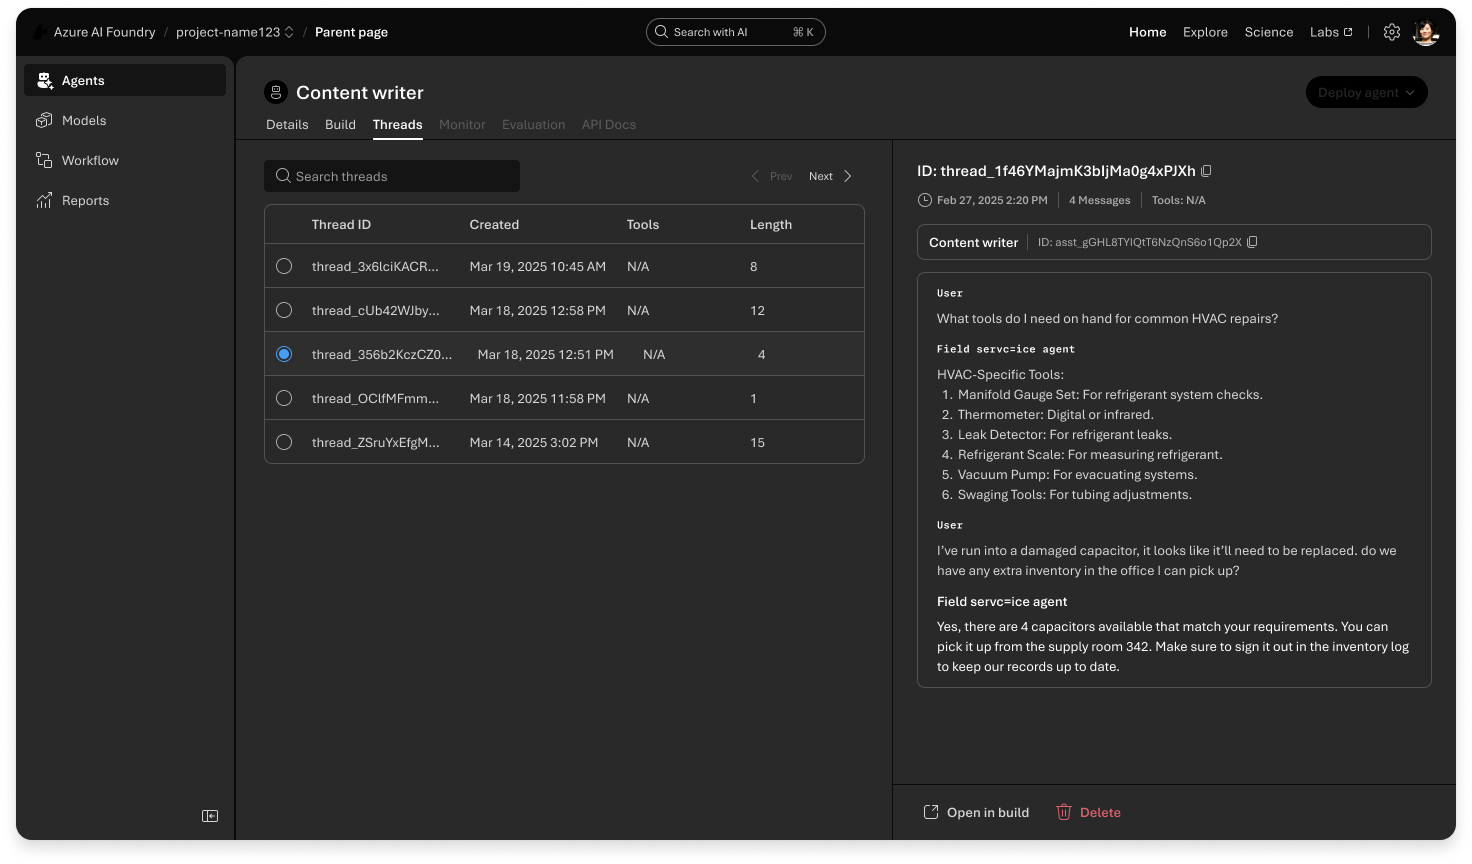 Azure AI Foundry / project-name123 / Parent page
Search with AI ⌘ K
Home Explore Science Labs
Agents
Models
Workflow
Reports
Content writer
Deploy agent
Details Build Threads Monitor Evaluation API Docs
Search threads
Prev Next
Thread ID Created Tools Length
thread_3x6lciKACR... Mar 19, 2025 10:45 AM N/A 8
thread_cUb42WJby... Mar 18, 2025 12:58 PM N/A 12
thread_356b2KczCZ0... Mar 18, 2025 12:51 PM N/A 4
thread_OClfMFmm... Mar 18, 2025 11:58 PM N/A 1
thread_ZSruYxEfgM... Mar 14, 2025 3:02 PM N/A 15
ID: thread_1f46YMajmK3bIjMa0g4xPJXh
Feb 27, 2025 2:20 PM 4 Messages Tools: N/A
Content writer ID: asst_gGHL8TYIQtT6NzQnS6o1Qp2X
User
What tools do I need on hand for common HVAC repairs?
Field servc=ice agent
HVAC-Specific Tools:
1. Manifold Gauge Set: For refrigerant system checks.
2. Thermometer: Digital or infrared.
3. Leak Detector: For refrigerant leaks.
4. Refrigerant Scale: For measuring refrigerant.
5. Vacuum Pump: For evacuating systems.
6. Swaging Tools: For tubing adjustments.
User
I’ve run into a damaged capacitor, it looks like it’ll need to be replaced. do we
have any extra inventory in the office I can pick up?
Field servc=ice agent
Yes, there are 4 capacitors available that match your requirements. You can
pick it up from the supply room 342. Make sure to sign it out in the inventory log
to keep our records up to date.
Open in build Delete